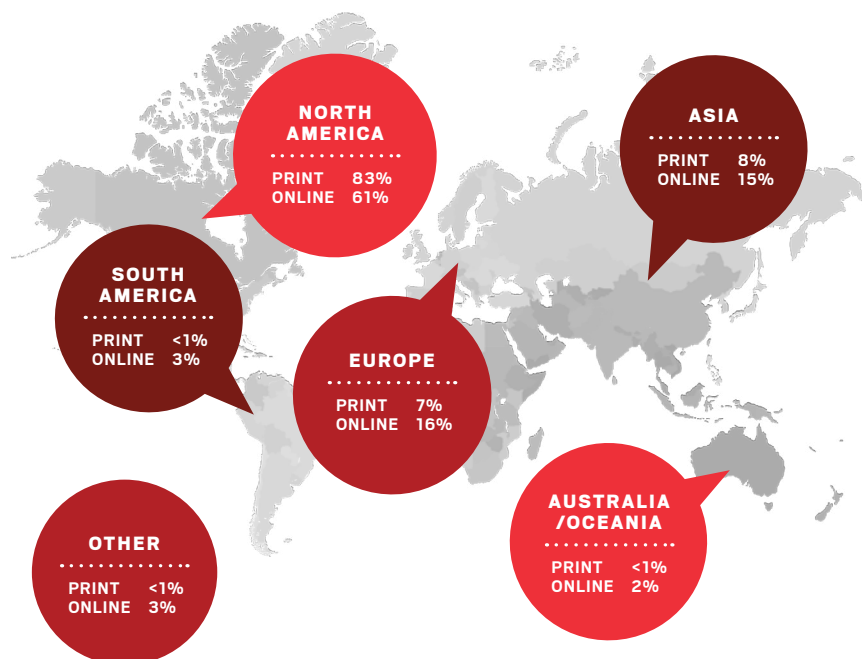 NORTH
AMERICA
PRINT 83%
ONLINE 61%
ASIA
PRINT 8%
ONLINE 15%
SOUTH
AMERICA
PRINT <1%
ONLINE 3%
EUROPE
PRINT 7%
ONLINE 16%
AUSTRALIA
/OCEANIA
PRINT <1%
ONLINE 2%
OTHER
PRINT <1%
ONLINE 3%